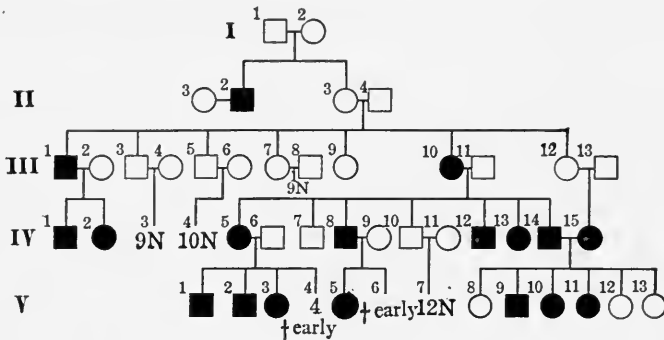 I 1 2
II 3 2 3 4
III 1 2 3 4 5 6 7 8 9 10 11 12 13
9N
IV 1 2 3 4 5 6 7 8 9 10 11 12 13 14 15
9N 10N
V 1 2 3 4 5 6 7 8 9 10 11 12 13
4 † early 12N
† early